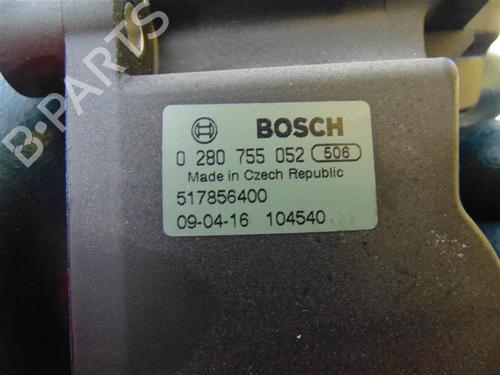 B-PARTS
BOSCH
0 280 755 052 506
Made in Czech Republic
517856400
09-04-16 104540